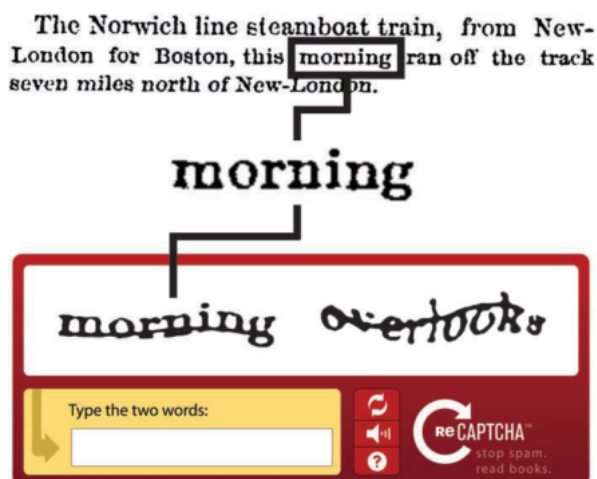 The Norwich line steamboat train, from New-
London for Boston, this morning ran off the track
seven miles north of New-London.
morning
morning overlooks
Type the two words:
ReCAPTCHA™
stop spam.
read books.